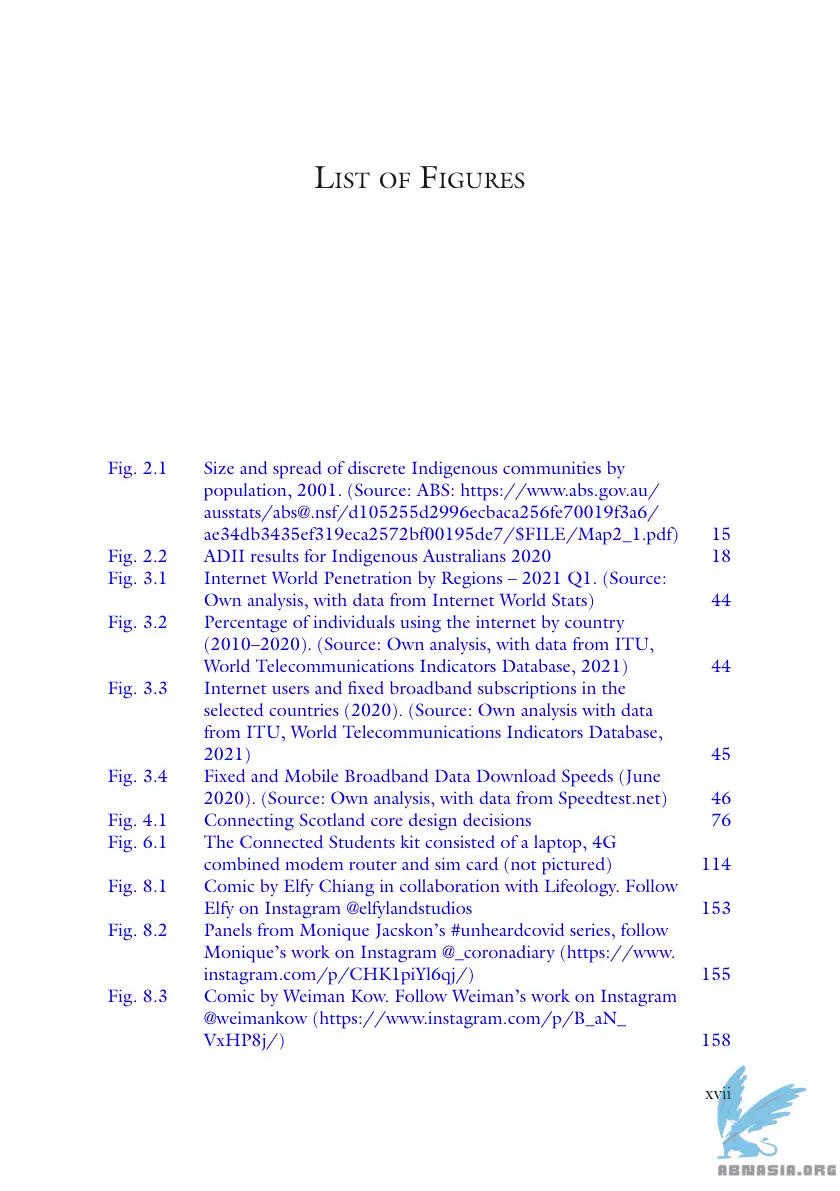 LIST OF FIGURES
Fig. 2.1 Size and spread of discrete Indigenous communities by
population, 2001. (Source: ABS: https://www.abs.gov.au/
ausstats/abs@.nsf/d105255d2996ecbaca256fe70019f3a6/
ae34db3435ef319eca2572bf00195de7/$FILE/Map2_1.pdf) 15
Fig. 2.2 ADII results for Indigenous Australians 2020 18
Fig. 3.1 Internet World Penetration by Regions – 2021 Q1. (Source:
Own analysis, with data from Internet World Stats) 44
Fig. 3.2 Percentage of individuals using the internet by country
(2010–2020). (Source: Own analysis, with data from ITU,
World Telecommunications Indicators Database, 2021) 44
Fig. 3.3 Internet users and fixed broadband subscriptions in the
selected countries (2020). (Source: Own analysis with data
from ITU, World Telecommunications Indicators Database,
2021) 45
Fig. 3.4 Fixed and Mobile Broadband Data Download Speeds (June
2020). (Source: Own analysis, with data from Speedtest.net) 46
Fig. 4.1 Connecting Scotland core design decisions 76
Fig. 6.1 The Connected Students kit consisted of a laptop, 4G
combined modem router and sim card (not pictured) 114
Fig. 8.1 Comic by Elfy Chiang in collaboration with Lifeology. Follow
Elfy on Instagram @elfylandstudios 153
Fig. 8.2 Panels from Monique Jacskon’s #unheardcovid series, follow
Monique’s work on Instagram @_coronadiary (https://www.
instagram.com/p/CHK1piYl6qj/) 155
Fig. 8.3 Comic by Weiman Kow. Follow Weiman’s work on Instagram
@weimankow (https://www.instagram.com/p/B_aN_
VxHP8j/) 158
xvii
ABNASIA.ORG